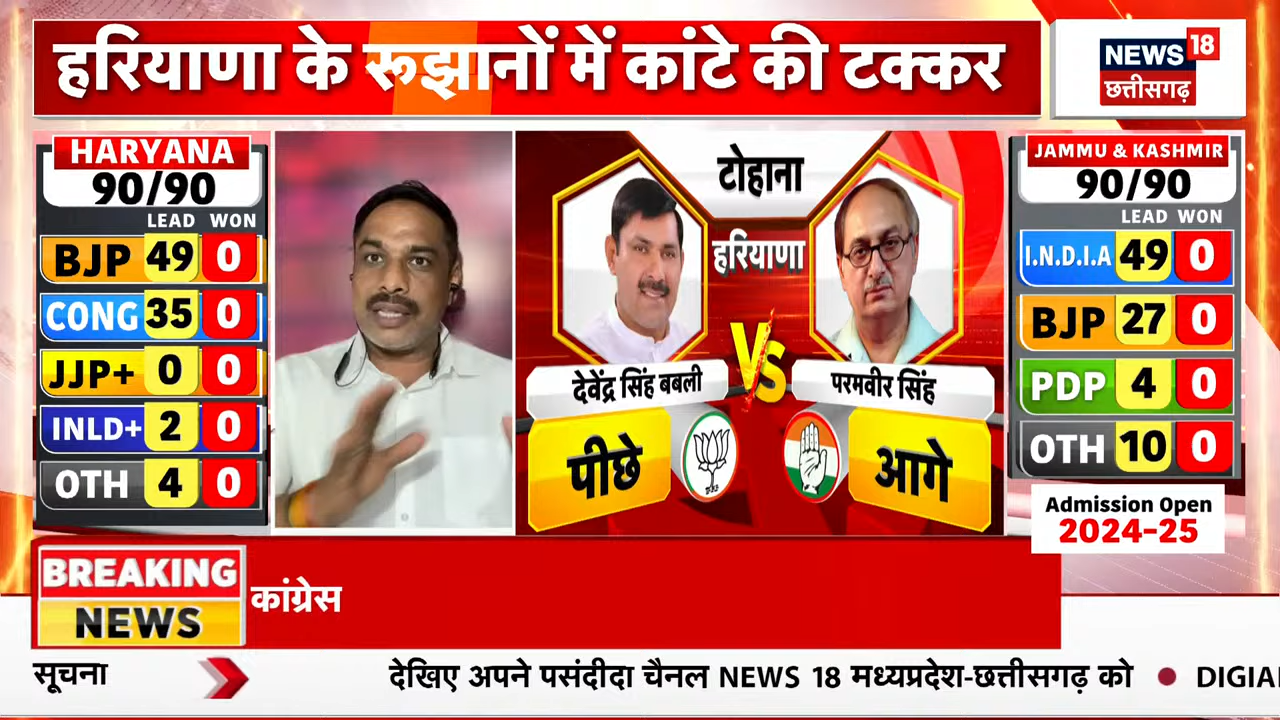 हरियाणा के रूझानों में कांटे की टक्कर
NEWS 18
छत्तीसगढ़
HARYANA
90/90
LEAD WON
BJP 49 0
CONG 35 0
JJP+ 0 0
INLD+ 2 0
OTH 4 0
टोहाना
हरियाणा
VS
देवेंद्र सिंह बबली
परमवीर सिंह
पीछे
आगे
JAMMU & KASHMIR
90/90
LEAD WON
I.N.D.I.A 49 0
BJP 27 0
PDP 4 0
OTH 10 0
Admission Open
2024-25
BREAKING
NEWS
कांग्रेस
सूचना
देखिए अपने पसंदीदा चैनल NEWS 18 मध्यप्रदेश-छत्तीसगढ़ को • DIGIA